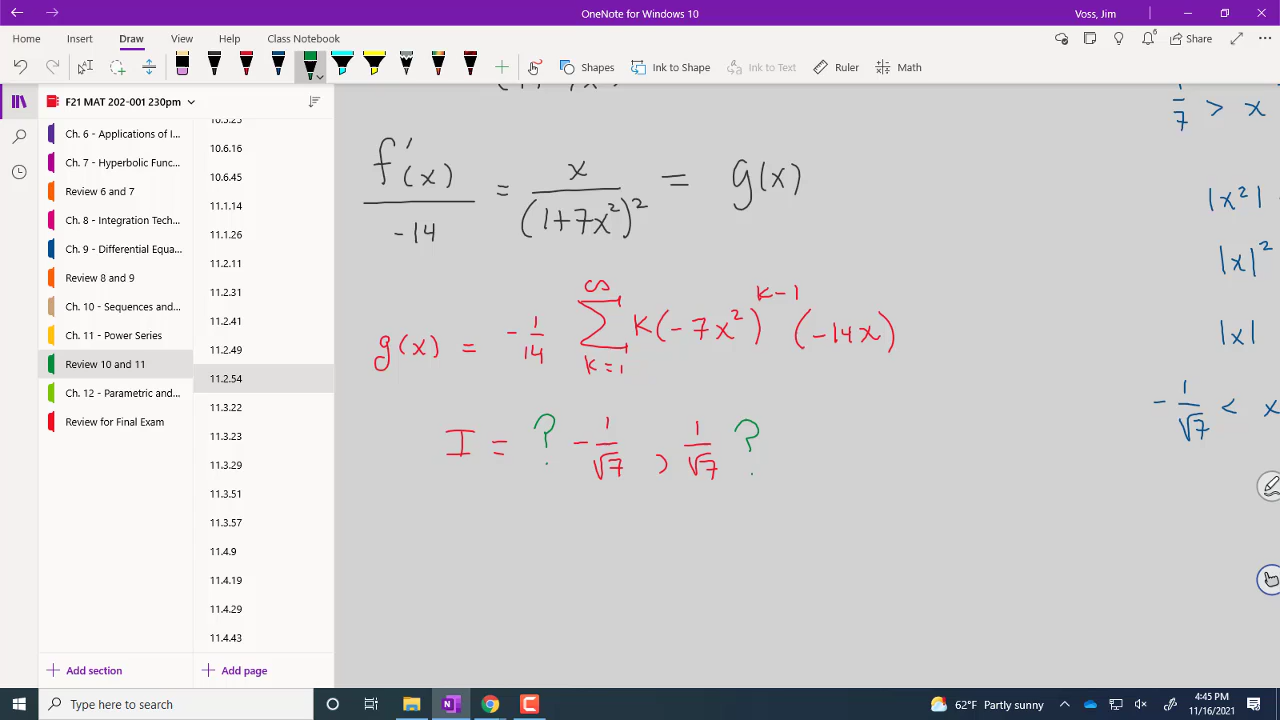 OneNote for Windows 10
Voss, Jim
Home Insert Draw View Help Class Notebook
Share
Shapes
Ink to Shape
Ink to Text
Ruler
Math
F21 MAT 202-001 230pm
Ch. 6 - Applications of I...
Ch. 7 - Hyperbolic Func...
Review 6 and 7
Ch. 8 - Integration Tech...
Ch. 9 - Differential Equa...
Review 8 and 9
Ch. 10 - Sequences and...
Ch. 11 - Power Series
Review 10 and 11
Ch. 12 - Parametric and...
Review for Final Exam
Add section
10.6.16
10.6.45
11.1.14
11.1.26
11.2.11
11.2.31
11.2.41
11.2.49
11.2.54
11.3.22
11.3.23
11.3.29
11.3.51
11.3.57
11.4.9
11.4.19
11.4.29
11.4.43
Add page
f'(x)/-14 = x/(1+7x²)² = g(x)
g(x) = -1/14 ∑_{k=1}^{∞} k(-7x²)^{k-1} (-14x)
I = ? -1/√7 , 1/√7 ?
1/7 > x
|x²|
|x|²
|x|
-1/√7 < x
Type here to search
62°F Partly sunny
4:45 PM
11/16/2021